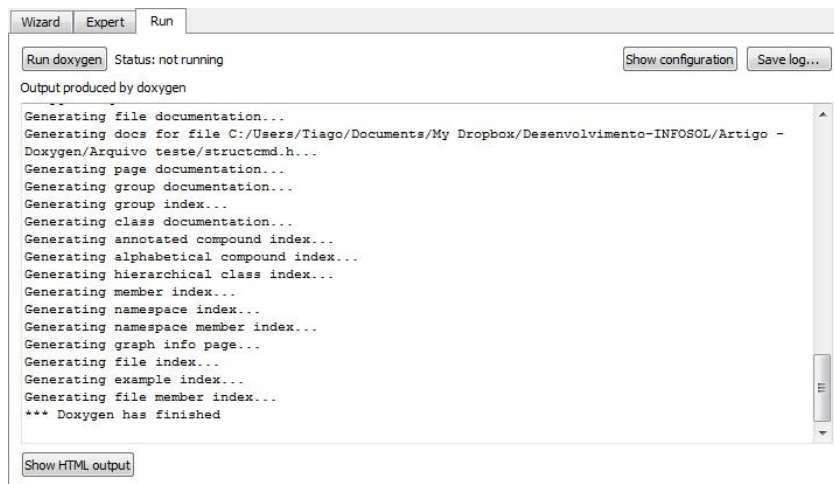 Wizard Expert Run
Run doxygen Status: not running Show configuration Save log...
Output produced by doxygen
Generating file documentation...
Generating docs for file C:/Users/Tiago/Documents/My Dropbox/Desenvolvimento-INFOSOL/Artigo -
Doxygen/Arquivo teste/structcmd.h...
Generating page documentation...
Generating group documentation...
Generating group index...
Generating class documentation...
Generating annotated compound index...
Generating alphabetical compound index...
Generating hierarchical class index...
Generating member index...
Generating namespace index...
Generating namespace member index...
Generating graph info page...
Generating file index...
Generating example index...
Generating file member index...
*** Doxygen has finished
Show HTML output